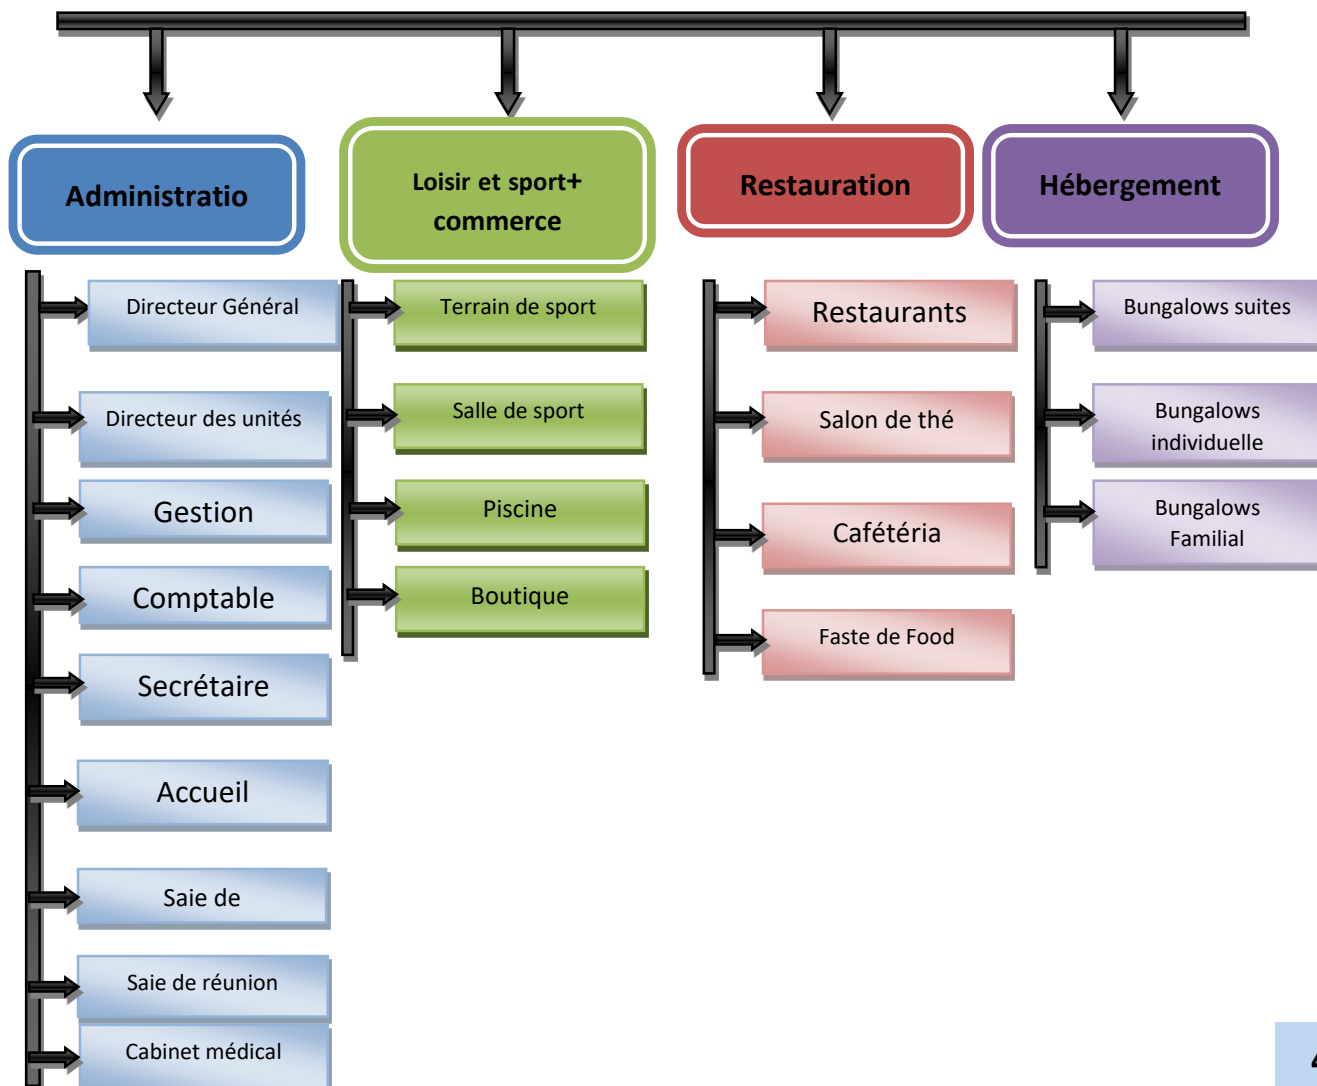 Administratio
Directeur Général
Directeur des unités
Gestion
Comptable
Secrétaire
Accueil
Saie de
Saie de réunion
Cabinet médical
Loisir et sport+
commerce
Terrain de sport
Salle de sport
Piscine
Boutique
Restauration
Restaurants
Salon de thé
Cafétéria
Faste de Food
Hébergement
Bungalows suites
Bungalows
individuelle
Bungalows
Familial